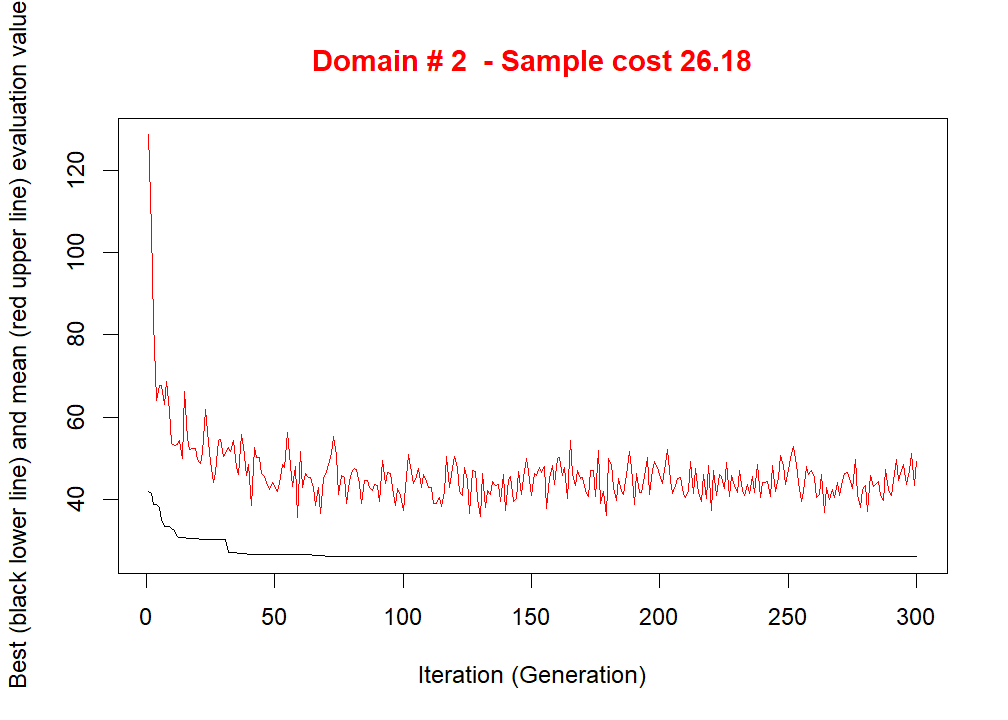 Domain # 2  - Sample cost 26.18
Best (black lower line) and mean (red upper line) evaluation value
120
100
80
60
40
0 50 100 150 200 250 300
Iteration (Generation)